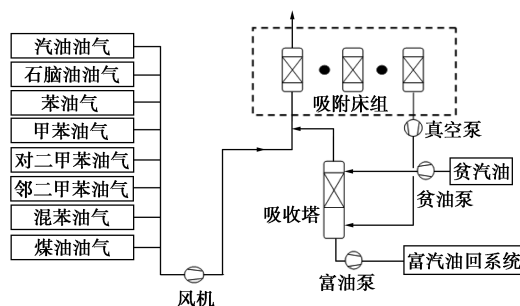 汽油油气
石脑油油气
苯油气
甲苯油气
对二甲苯油气
邻二甲苯油气
混苯油气
煤油油气
风机
吸附床组
真空泵
贫汽油
贫油泵
吸收塔
富汽油回系统
富油泵